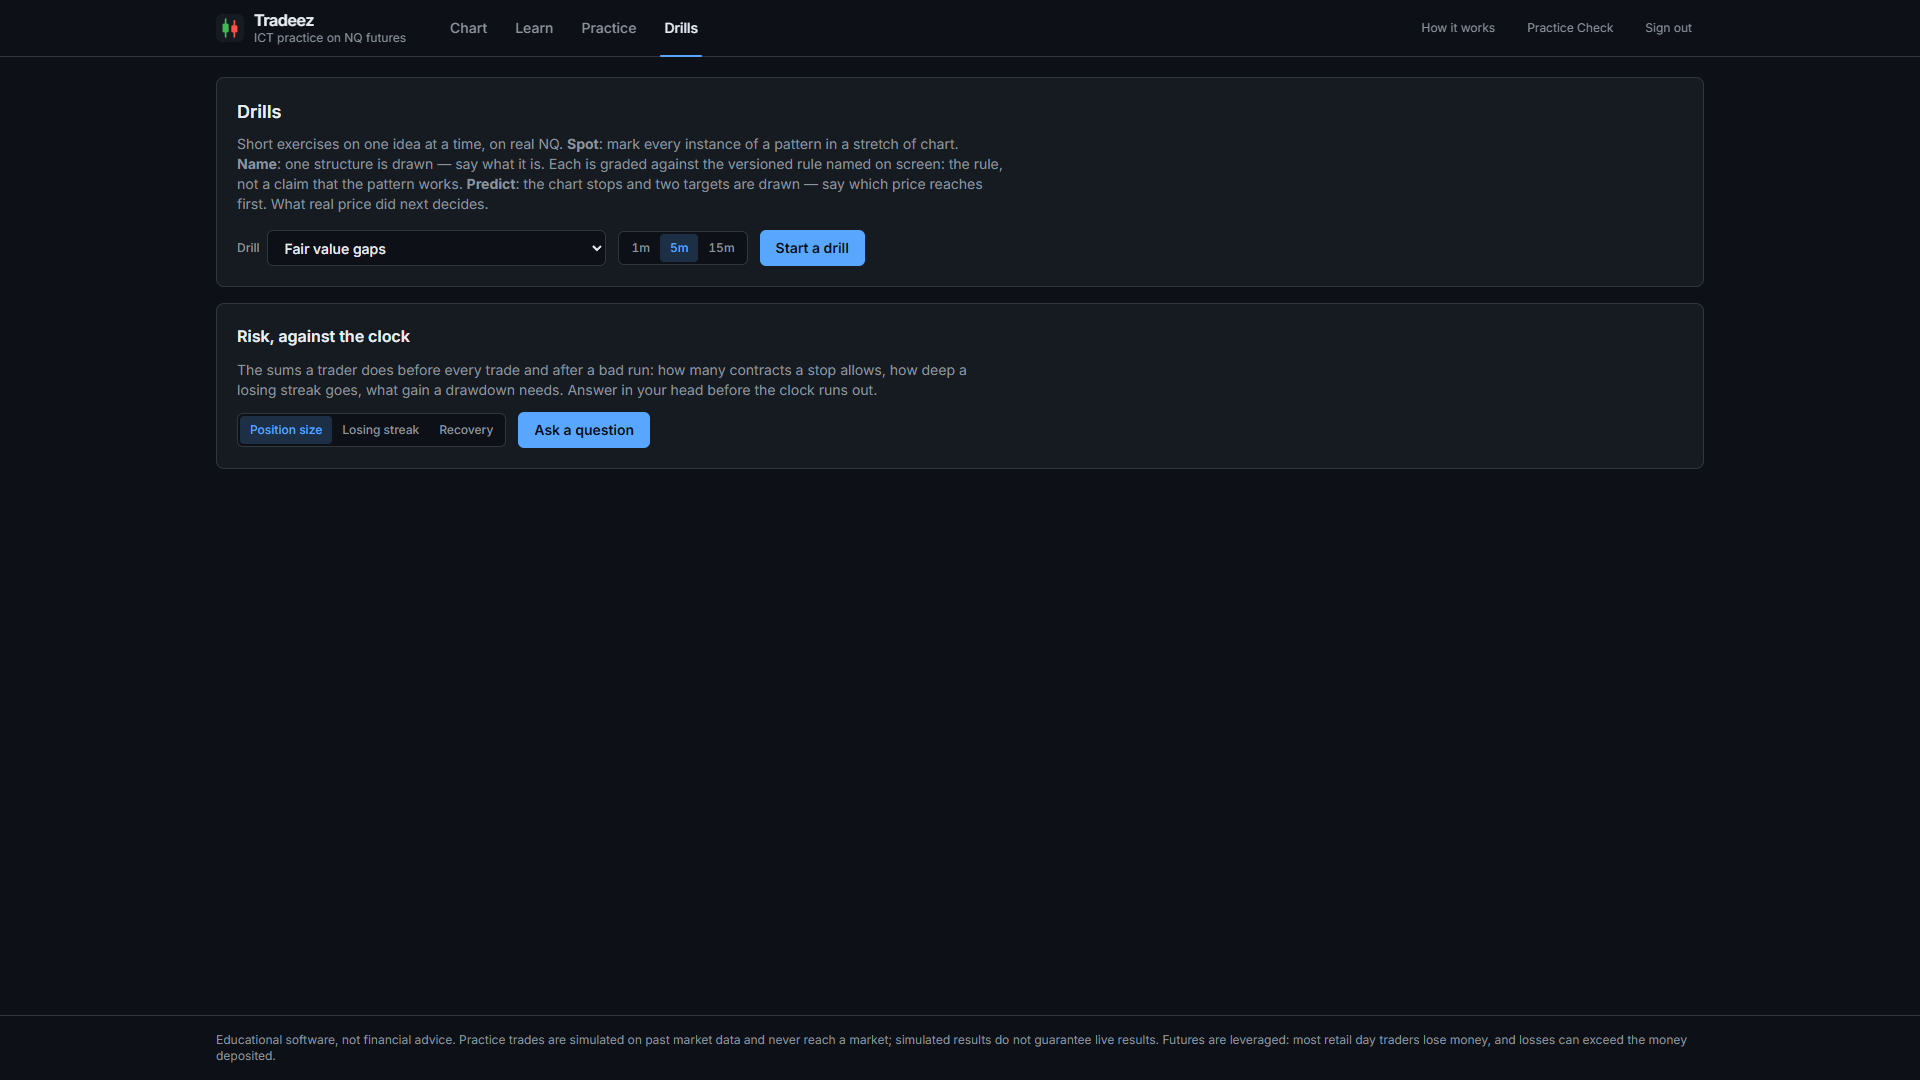 Tradeez
ICT practice on NQ futures
Chart
Learn
Practice
Drills
How it works
Practice Check
Sign out
Drills
Short exercises on one idea at a time, on real NQ. Spot: mark every instance of a pattern in a stretch of chart.
Name: one structure is drawn — say what it is. Each is graded against the versioned rule named on screen: the rule,
not a claim that the pattern works. Predict: the chart stops and two targets are drawn — say which price reaches
first. What real price did next decides.
Drill
Fair value gaps
1m
5m
15m
Start a drill
Risk, against the clock
The sums a trader does before every trade and after a bad run: how many contracts a stop allows, how deep a
losing streak goes, what gain a drawdown needs. Answer in your head before the clock runs out.
Position size
Losing streak
Recovery
Ask a question
Educational software, not financial advice. Practice trades are simulated on past market data and never reach a market; simulated results do not guarantee live results. Futures are leveraged: most retail day traders lose money, and losses can exceed the money
deposited.